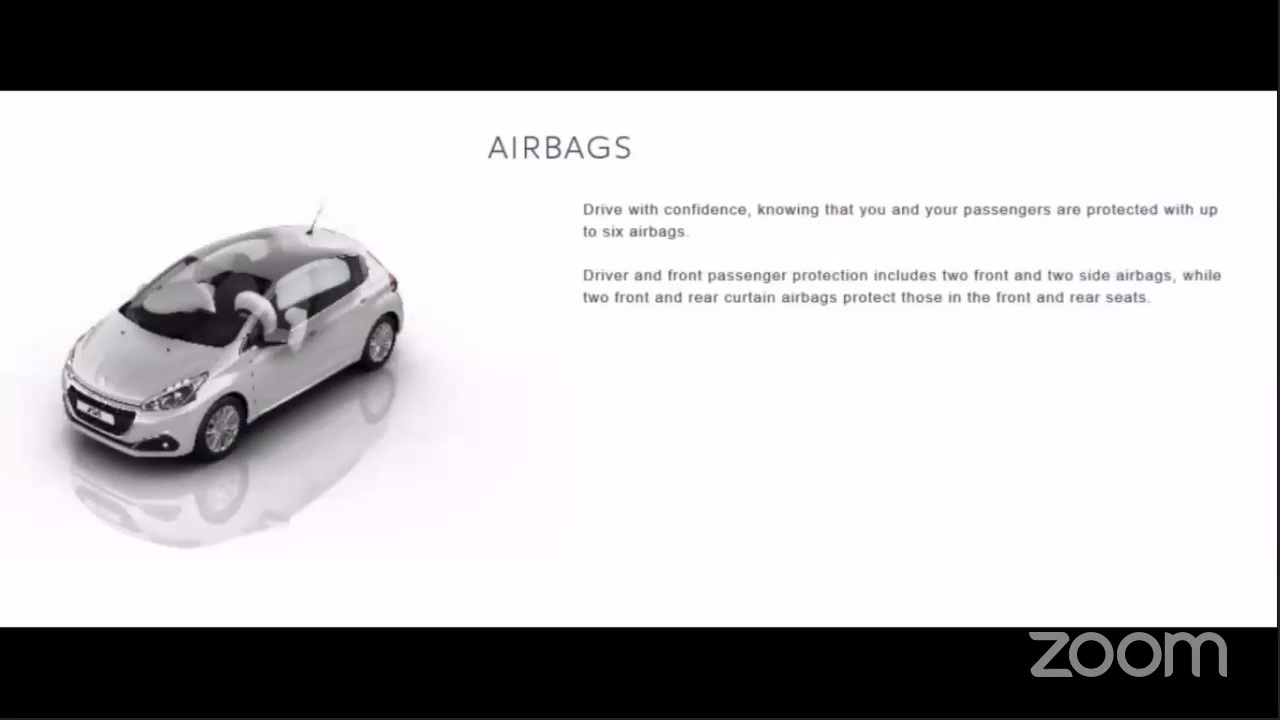 AIRBAGS
Drive with confidence, knowing that you and your passengers are protected with up
to six airbags.
Driver and front passenger protection includes two front and two side airbags, while
two front and rear curtain airbags protect those in the front and rear seats.
zoom